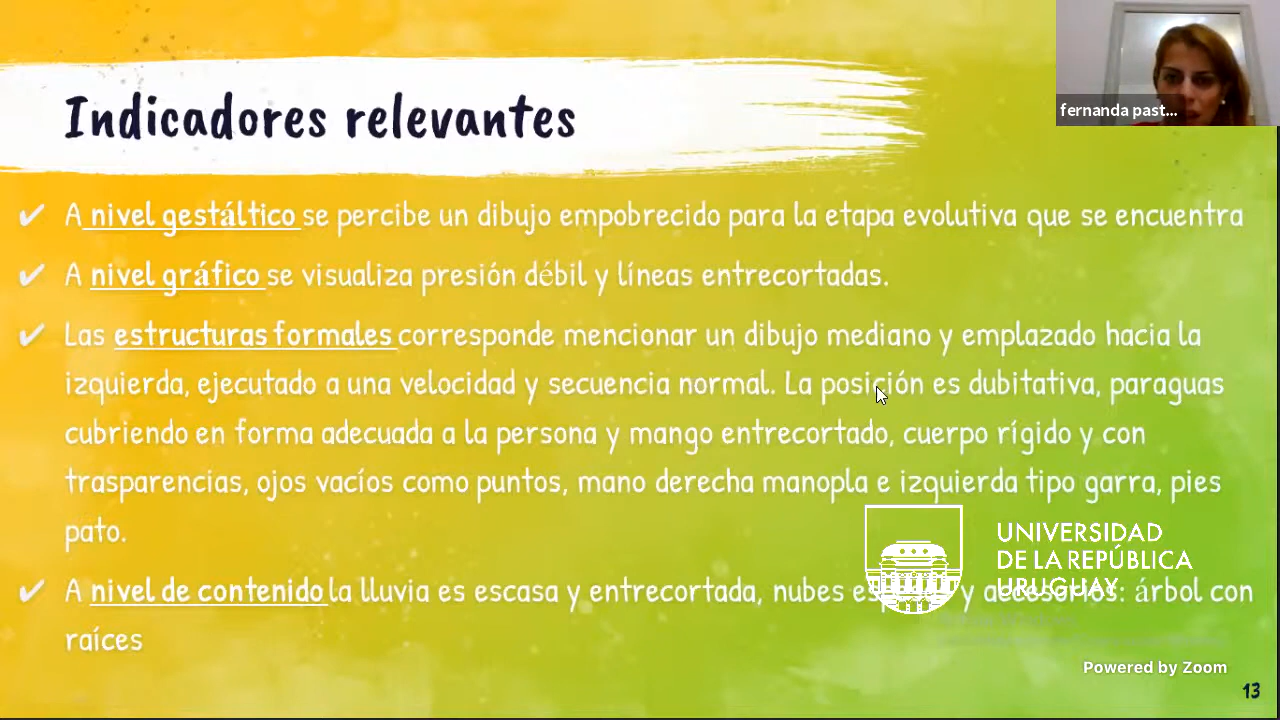 fernanda past...
Indicadores relevantes
✔ A nivel gestáltico se percibe un dibujo empobrecido para la etapa evolutiva que se encuentra
✔ A nivel gráfico se visualiza presión débil y líneas entrecortadas.
✔ Las estructuras formales corresponde mencionar un dibujo mediano y emplazado hacia la
izquierda, ejecutado a una velocidad y secuencia normal. La posición es dubitativa, paraguas
cubriendo en forma adecuada a la persona y mango entrecortado, cuerpo rígido y con
trasparencias, ojos vacíos como puntos, mano derecha manopla e izquierda tipo garra, pies
pato.
✔ A nivel de contenido la lluvia es escasa y entrecortada, nubes y accesorios: árbol con
raíces
UNIVERSIDAD
DE LA REPÚBLICA
URUGUAY
Powered by Zoom
13